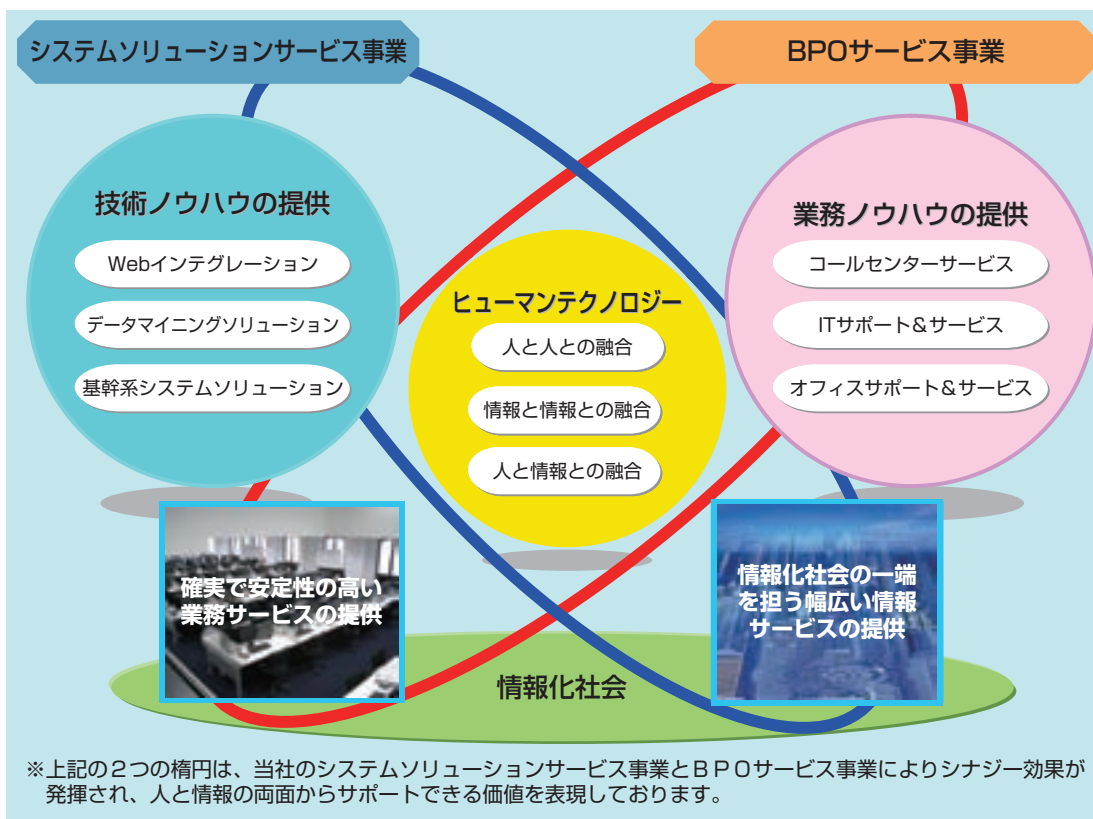 システムソリューションサービス事業
BPOサービス事業
技術ノウハウの提供
Webインテグレーション
データマイニングソリューション
基幹系システムソリューション
ヒューマンテクノロジー
人と人との融合
情報と情報との融合
人と情報との融合
業務ノウハウの提供
コールセンターサービス
ITサポート＆サービス
オフィスサポート＆サービス
確実で安定性の高い
業務サービスの提供
情報化社会の一端
を担う幅広い情報
サービスの提供
情報化社会
※上記の２つの楕円は、当社のシステムソリューションサービス事業とＢＰＯサービス事業によりシナジー効果が
発揮され、人と情報の両面からサポートできる価値を表現しております。